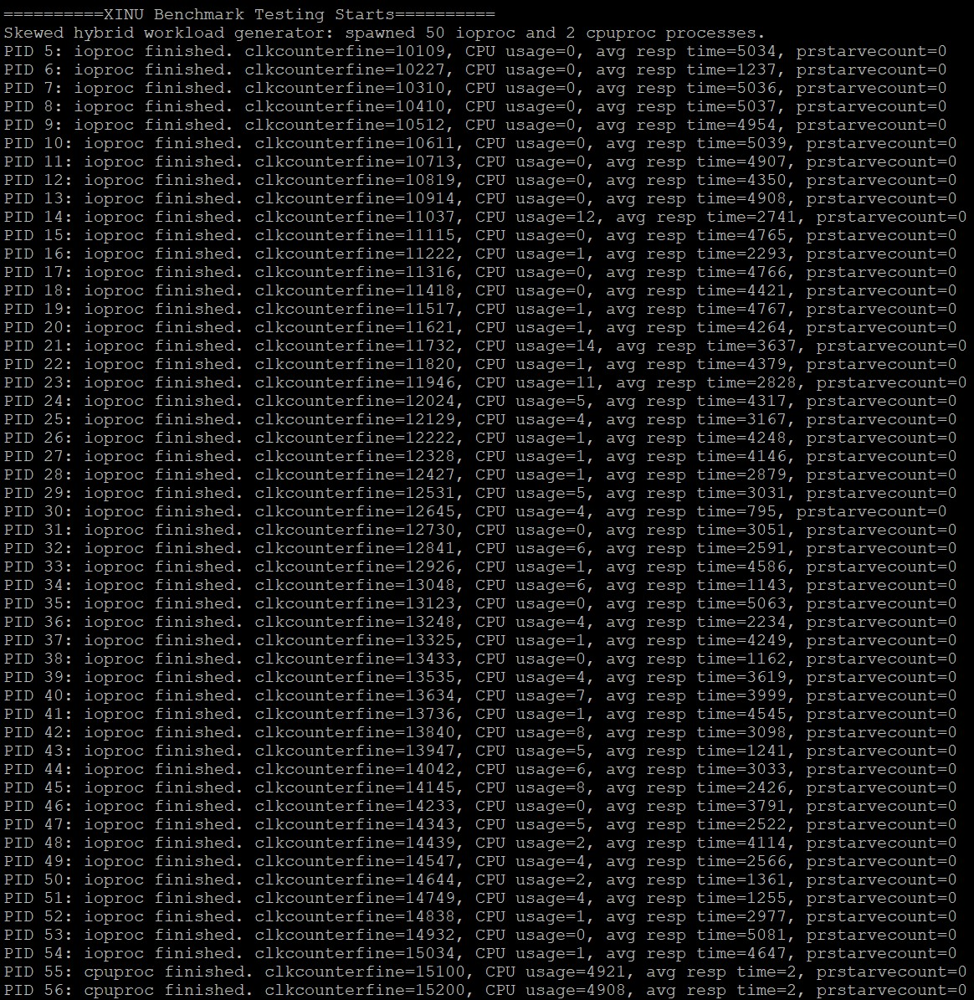 ==========XINU Benchmark Testing Starts==========
Skewed hybrid workload generator: spawned 50 ioproc and 2 cpuproc processes.
PID 5: ioproc finished. clkcounterfine=10109, CPU usage=0, avg resp time=5034, prstarvecount=0
PID 6: ioproc finished. clkcounterfine=10227, CPU usage=0, avg resp time=1237, prstarvecount=0
PID 7: ioproc finished. clkcounterfine=10310, CPU usage=0, avg resp time=5036, prstarvecount=0
PID 8: ioproc finished. clkcounterfine=10410, CPU usage=0, avg resp time=5037, prstarvecount=0
PID 9: ioproc finished. clkcounterfine=10512, CPU usage=0, avg resp time=4954, prstarvecount=0
PID 10: ioproc finished. clkcounterfine=10611, CPU usage=0, avg resp time=5039, prstarvecount=0
PID 11: ioproc finished. clkcounterfine=10713, CPU usage=0, avg resp time=4907, prstarvecount=0
PID 12: ioproc finished. clkcounterfine=10819, CPU usage=0, avg resp time=4350, prstarvecount=0
PID 13: ioproc finished. clkcounterfine=10914, CPU usage=0, avg resp time=4908, prstarvecount=0
PID 14: ioproc finished. clkcounterfine=11037, CPU usage=12, avg resp time=2741, prstarvecount=0
PID 15: ioproc finished. clkcounterfine=11115, CPU usage=0, avg resp time=4765, prstarvecount=0
PID 16: ioproc finished. clkcounterfine=11222, CPU usage=1, avg resp time=2293, prstarvecount=0
PID 17: ioproc finished. clkcounterfine=11316, CPU usage=0, avg resp time=4766, prstarvecount=0
PID 18: ioproc finished. clkcounterfine=11418, CPU usage=0, avg resp time=4421, prstarvecount=0
PID 19: ioproc finished. clkcounterfine=11517, CPU usage=1, avg resp time=4767, prstarvecount=0
PID 20: ioproc finished. clkcounterfine=11621, CPU usage=1, avg resp time=4264, prstarvecount=0
PID 21: ioproc finished. clkcounterfine=11732, CPU usage=14, avg resp time=3637, prstarvecount=0
PID 22: ioproc finished. clkcounterfine=11820, CPU usage=1, avg resp time=4379, prstarvecount=0
PID 23: ioproc finished. clkcounterfine=11946, CPU usage=11, avg resp time=2828, prstarvecount=0
PID 24: ioproc finished. clkcounterfine=12024, CPU usage=5, avg resp time=4317, prstarvecount=0
PID 25: ioproc finished. clkcounterfine=12129, CPU usage=4, avg resp time=3167, prstarvecount=0
PID 26: ioproc finished. clkcounterfine=12222, CPU usage=1, avg resp time=4248, prstarvecount=0
PID 27: ioproc finished. clkcounterfine=12328, CPU usage=1, avg resp time=4146, prstarvecount=0
PID 28: ioproc finished. clkcounterfine=12427, CPU usage=1, avg resp time=2879, prstarvecount=0
PID 29: ioproc finished. clkcounterfine=12531, CPU usage=5, avg resp time=3031, prstarvecount=0
PID 30: ioproc finished. clkcounterfine=12645, CPU usage=4, avg resp time=795, prstarvecount=0
PID 31: ioproc finished. clkcounterfine=12730, CPU usage=0, avg resp time=3051, prstarvecount=0
PID 32: ioproc finished. clkcounterfine=12841, CPU usage=6, avg resp time=2591, prstarvecount=0
PID 33: ioproc finished. clkcounterfine=12926, CPU usage=1, avg resp time=4586, prstarvecount=0
PID 34: ioproc finished. clkcounterfine=13048, CPU usage=6, avg resp time=1143, prstarvecount=0
PID 35: ioproc finished. clkcounterfine=13123, CPU usage=0, avg resp time=5063, prstarvecount=0
PID 36: ioproc finished. clkcounterfine=13248, CPU usage=4, avg resp time=2234, prstarvecount=0
PID 37: ioproc finished. clkcounterfine=13325, CPU usage=1, avg resp time=4249, prstarvecount=0
PID 38: ioproc finished. clkcounterfine=13433, CPU usage=0, avg resp time=1162, prstarvecount=0
PID 39: ioproc finished. clkcounterfine=13535, CPU usage=4, avg resp time=3619, prstarvecount=0
PID 40: ioproc finished. clkcounterfine=13634, CPU usage=7, avg resp time=3999, prstarvecount=0
PID 41: ioproc finished. clkcounterfine=13736, CPU usage=1, avg resp time=4545, prstarvecount=0
PID 42: ioproc finished. clkcounterfine=13840, CPU usage=8, avg resp time=3098, prstarvecount=0
PID 43: ioproc finished. clkcounterfine=13947, CPU usage=5, avg resp time=1241, prstarvecount=0
PID 44: ioproc finished. clkcounterfine=14042, CPU usage=6, avg resp time=3033, prstarvecount=0
PID 45: ioproc finished. clkcounterfine=14145, CPU usage=8, avg resp time=2426, prstarvecount=0
PID 46: ioproc finished. clkcounterfine=14233, CPU usage=0, avg resp time=3791, prstarvecount=0
PID 47: ioproc finished. clkcounterfine=14343, CPU usage=5, avg resp time=2522, prstarvecount=0
PID 48: ioproc finished. clkcounterfine=14439, CPU usage=2, avg resp time=4114, prstarvecount=0
PID 49: ioproc finished. clkcounterfine=14547, CPU usage=4, avg resp time=2566, prstarvecount=0
PID 50: ioproc finished. clkcounterfine=14644, CPU usage=2, avg resp time=1361, prstarvecount=0
PID 51: ioproc finished. clkcounterfine=14749, CPU usage=4, avg resp time=1255, prstarvecount=0
PID 52: ioproc finished. clkcounterfine=14838, CPU usage=1, avg resp time=2977, prstarvecount=0
PID 53: ioproc finished. clkcounterfine=14932, CPU usage=0, avg resp time=5081, prstarvecount=0
PID 54: ioproc finished. clkcounterfine=15034, CPU usage=1, avg resp time=4647, prstarvecount=0
PID 55: cpuproc finished. clkcounterfine=15100, CPU usage=4921, avg resp time=2, prstarvecount=0
PID 56: cpuproc finished. clkcounterfine=15200, CPU usage=4908, avg resp time=2, prstarvecount=0